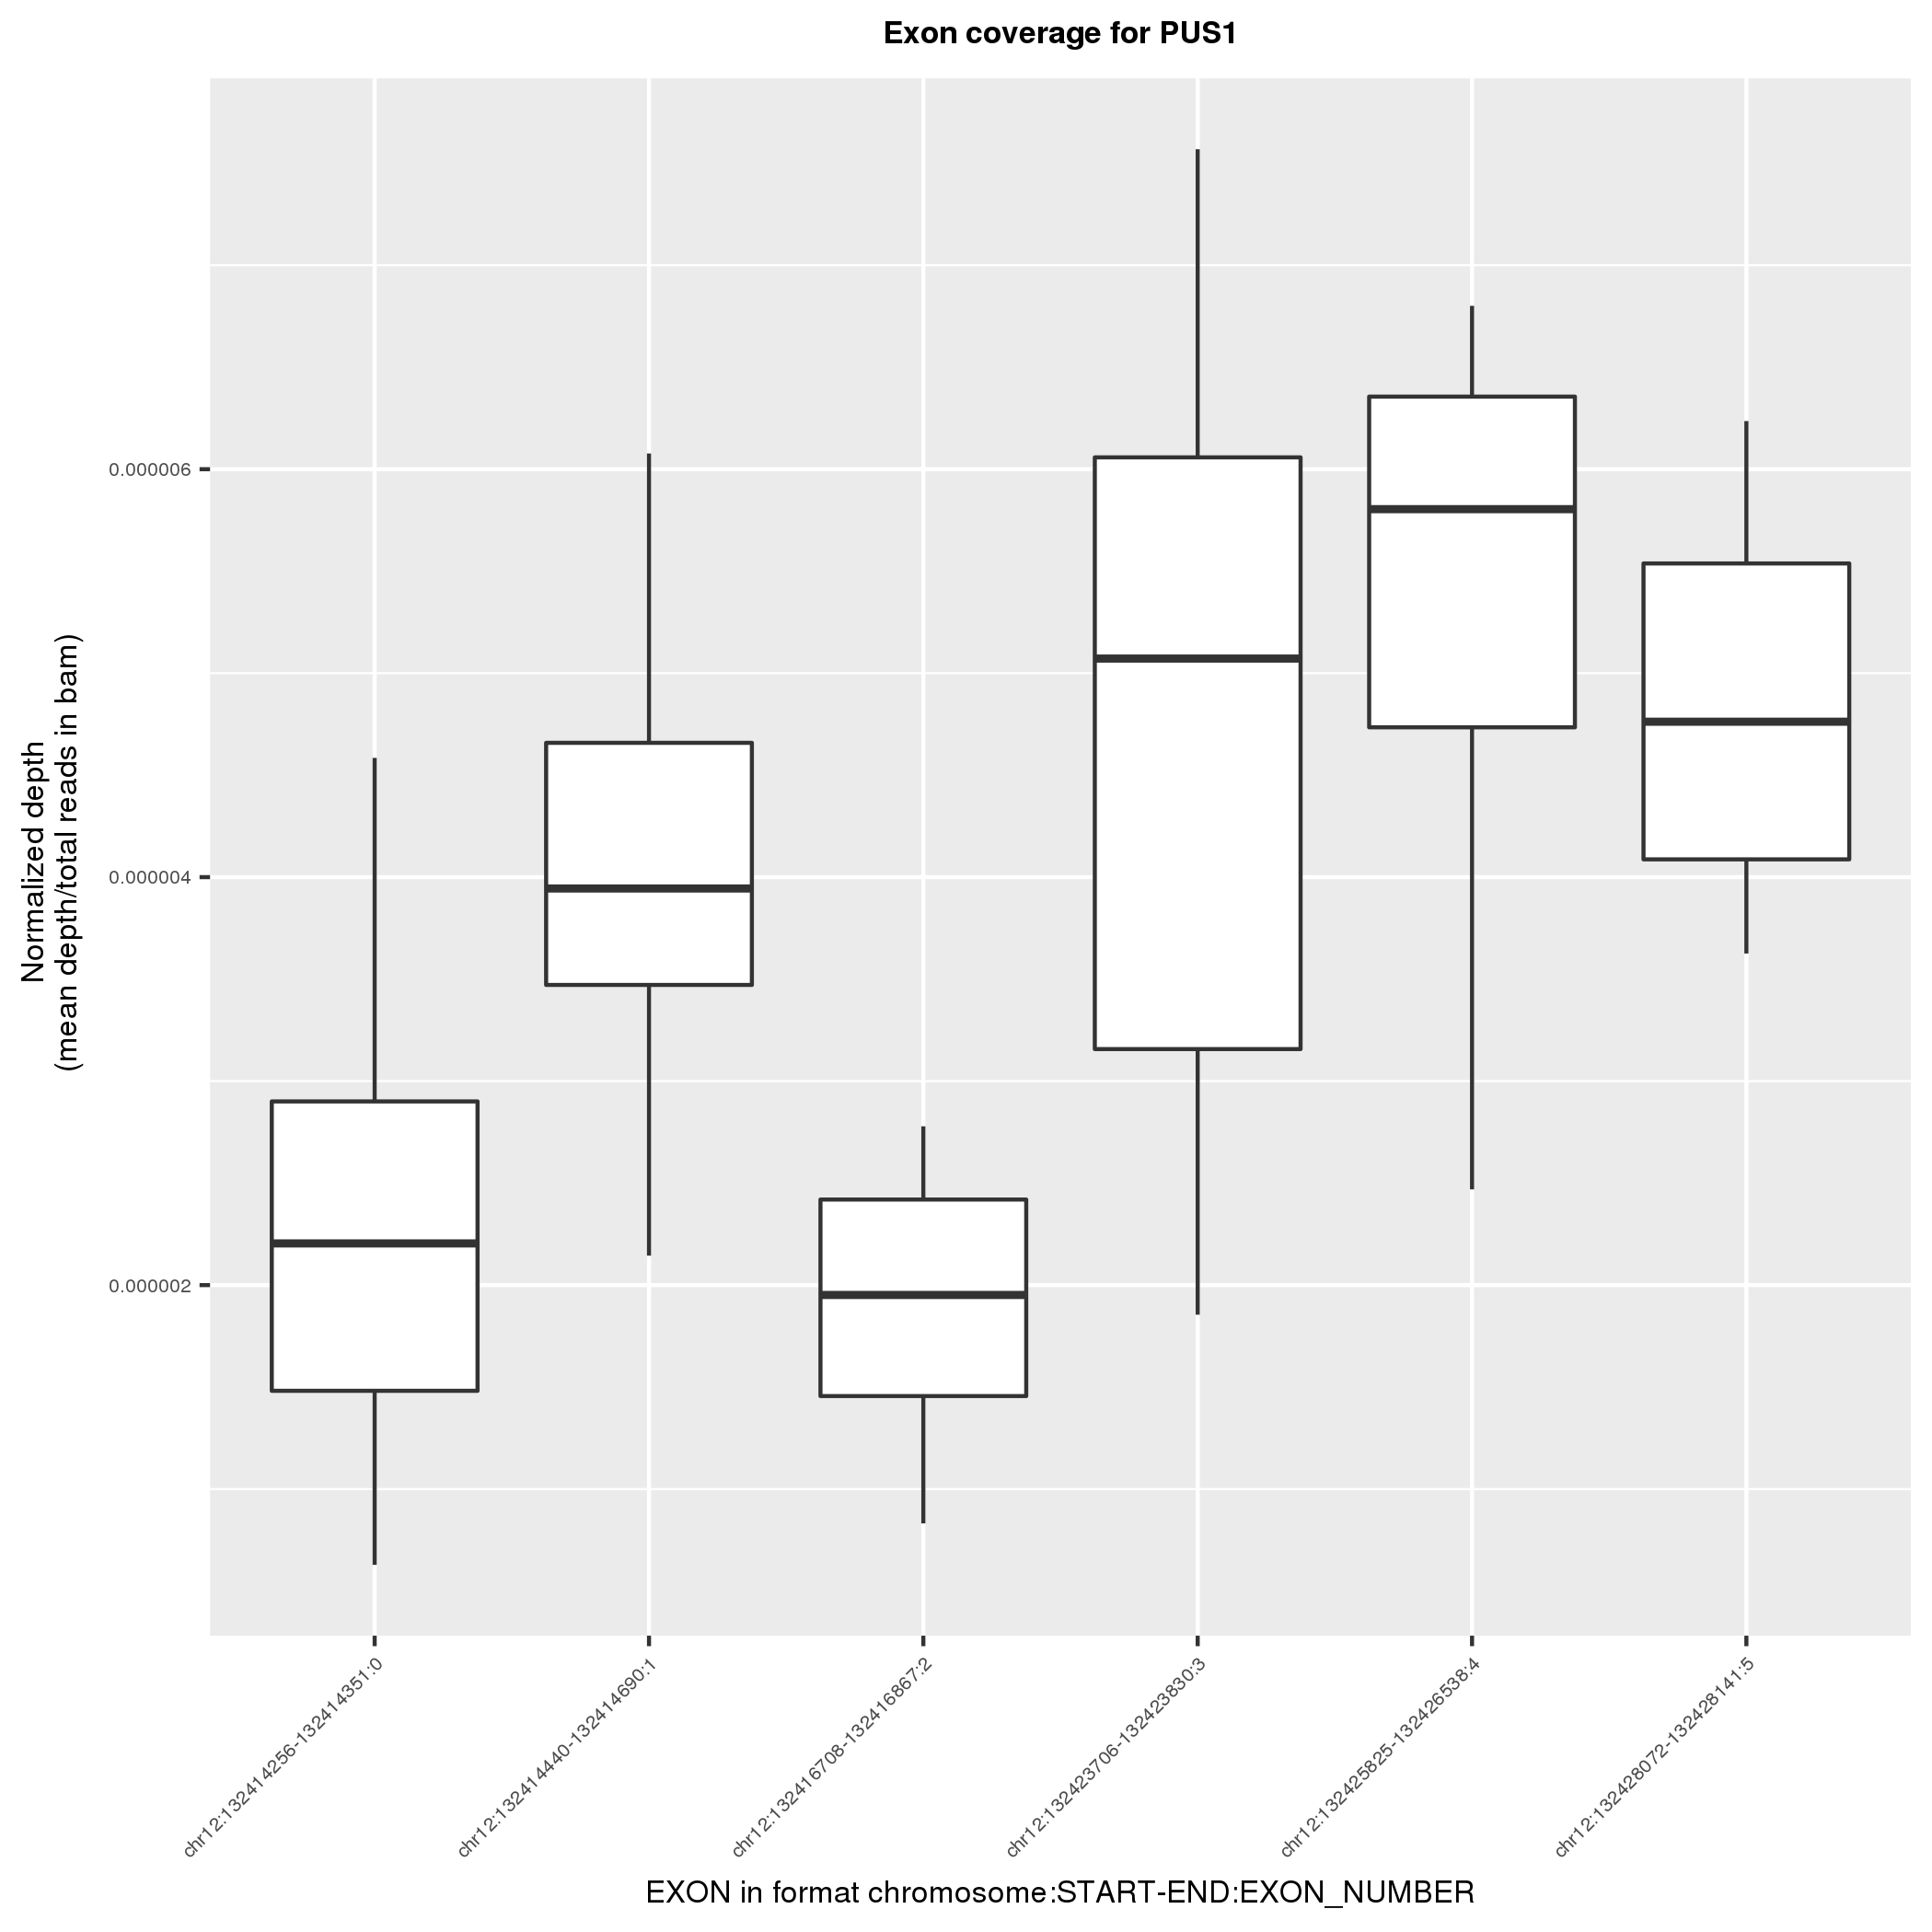 Exon coverage for PUS1
Normalized depth
(mean depth/total reads in bam)
0.000006
0.000004
0.000002
chr12:132414256-132414351:0
chr12:132414440-132414690:1
chr12:132416708-132416867:2
chr12:132423706-132423830:3
chr12:132425825-132426538:4
chr12:132428072-132428141:5
EXON in format chromosome:START-END:EXON_NUMBER